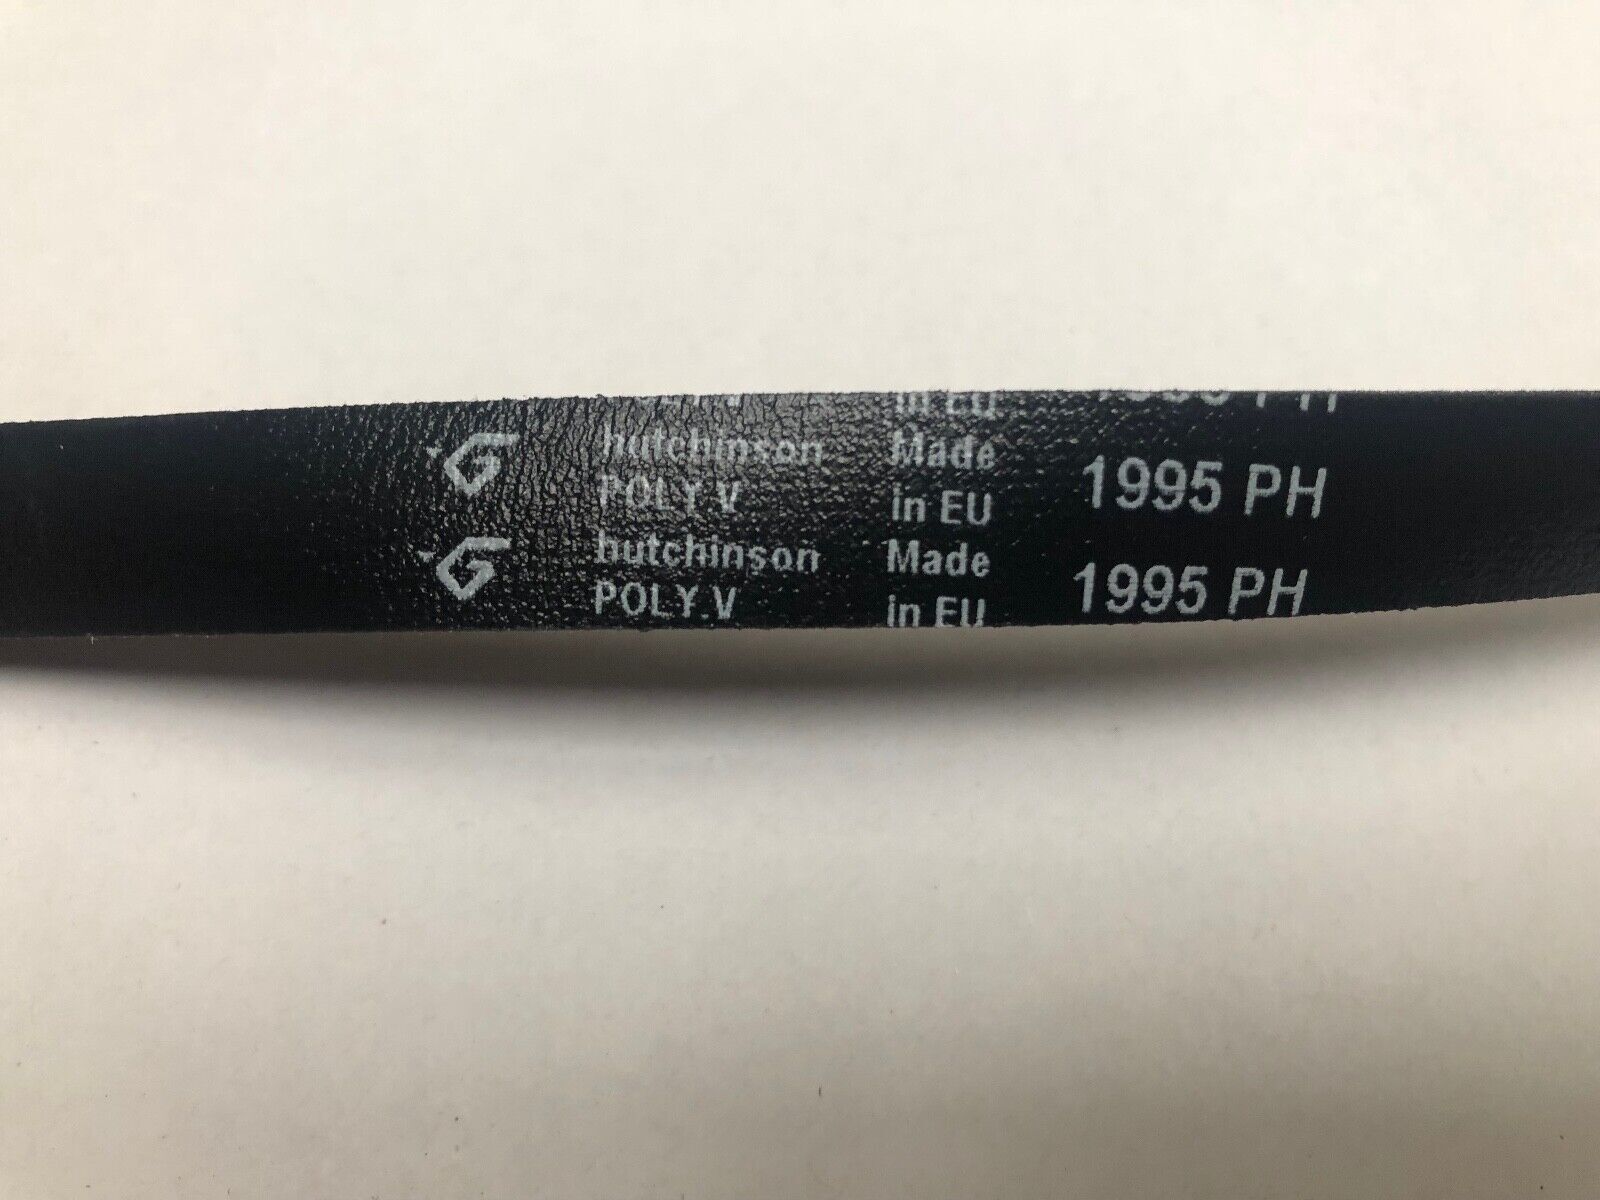 in EU
hutchinson Made 1995 PH
POLY.V in EU
hutchinson Made 1995 PH
POLY.V in EU